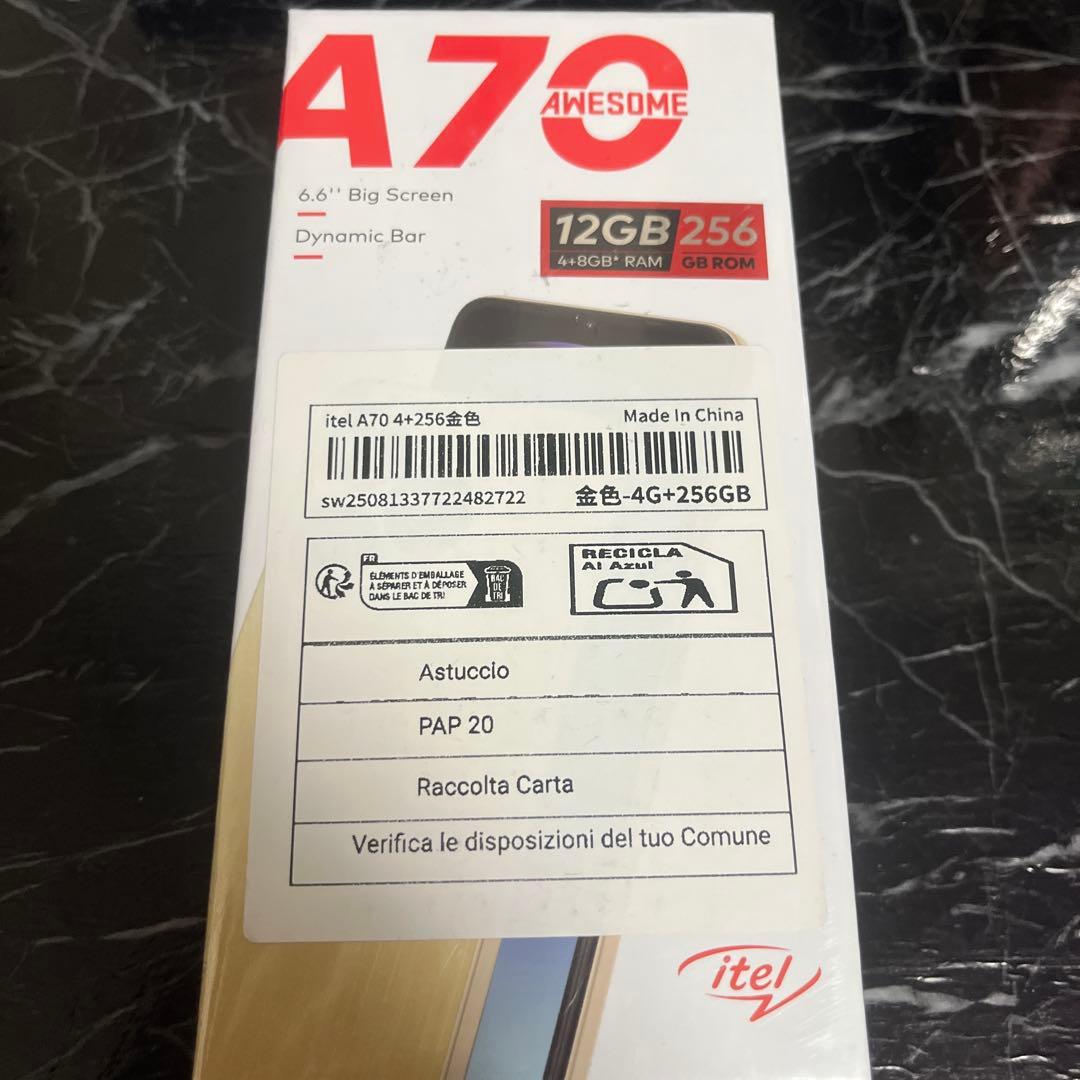 A70
AWESOME
6.6'' Big Screen
Dynamic Bar
12GB 256
4+8GB* RAM GB ROM
itel A70 4+256金色 Made In China
sw25081337722482722 金色-4G+256GB
FR
ÉLÉMENTS D'EMBALLAGE
À SÉPARER ET À DÉPOSER
DANS LE BAC DE TRI
BAC
DE
TRI
RECICLA
Al Azul
Astuccio
PAP 20
Raccolta Carta
Verifica le disposizioni del tuo Comune
itel